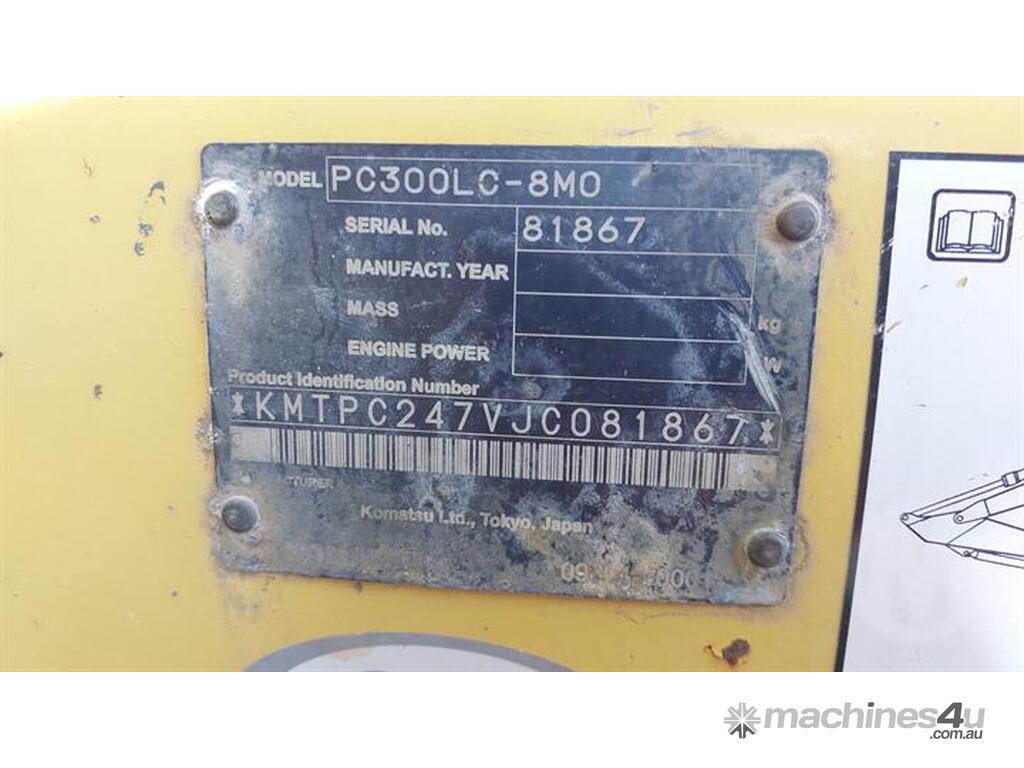 MODEL PC300LC-8M0
SERIAL No. 81867
MANUFACT. YEAR
MASS kg
ENGINE POWER
Product Identification Number
*KMTPC247VJC081867*
Komatsu Ltd., Tokyo, Japan
machines4u
.com.au